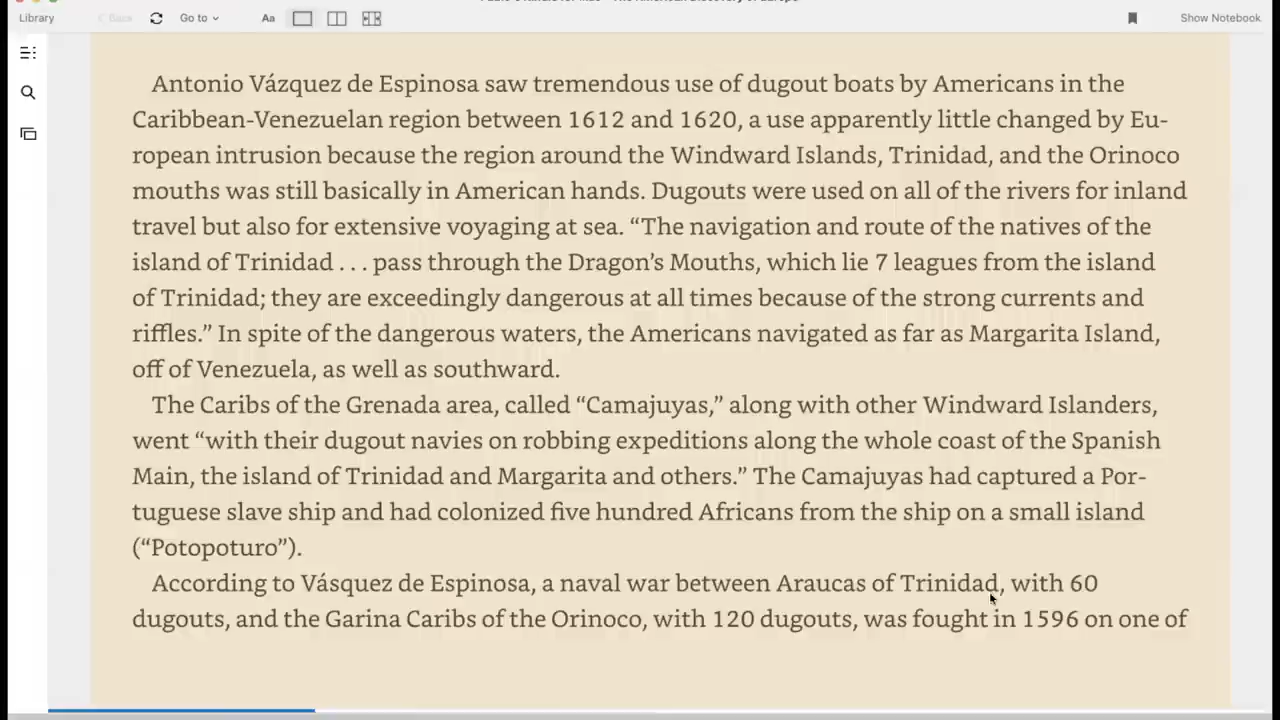 Library
Back
Go to
Aa
Show Notebook
Antonio Vázquez de Espinosa saw tremendous use of dugout boats by Americans in the
Caribbean-Venezuelan region between 1612 and 1620, a use apparently little changed by Eu-
ropean intrusion because the region around the Windward Islands, Trinidad, and the Orinoco
mouths was still basically in American hands. Dugouts were used on all of the rivers for inland
travel but also for extensive voyaging at sea. “The navigation and route of the natives of the
island of Trinidad . . . pass through the Dragon’s Mouths, which lie 7 leagues from the island
of Trinidad; they are exceedingly dangerous at all times because of the strong currents and
riffles.” In spite of the dangerous waters, the Americans navigated as far as Margarita Island,
off of Venezuela, as well as southward.
The Caribs of the Grenada area, called “Camajuyas,” along with other Windward Islanders,
went “with their dugout navies on robbing expeditions along the whole coast of the Spanish
Main, the island of Trinidad and Margarita and others.” The Camajuyas had captured a Por-
tuguese slave ship and had colonized five hundred Africans from the ship on a small island
(“Potopoturo”).
According to Vásquez de Espinosa, a naval war between Araucas of Trinidad, with 60
dugouts, and the Garina Caribs of the Orinoco, with 120 dugouts, was fought in 1596 on one of